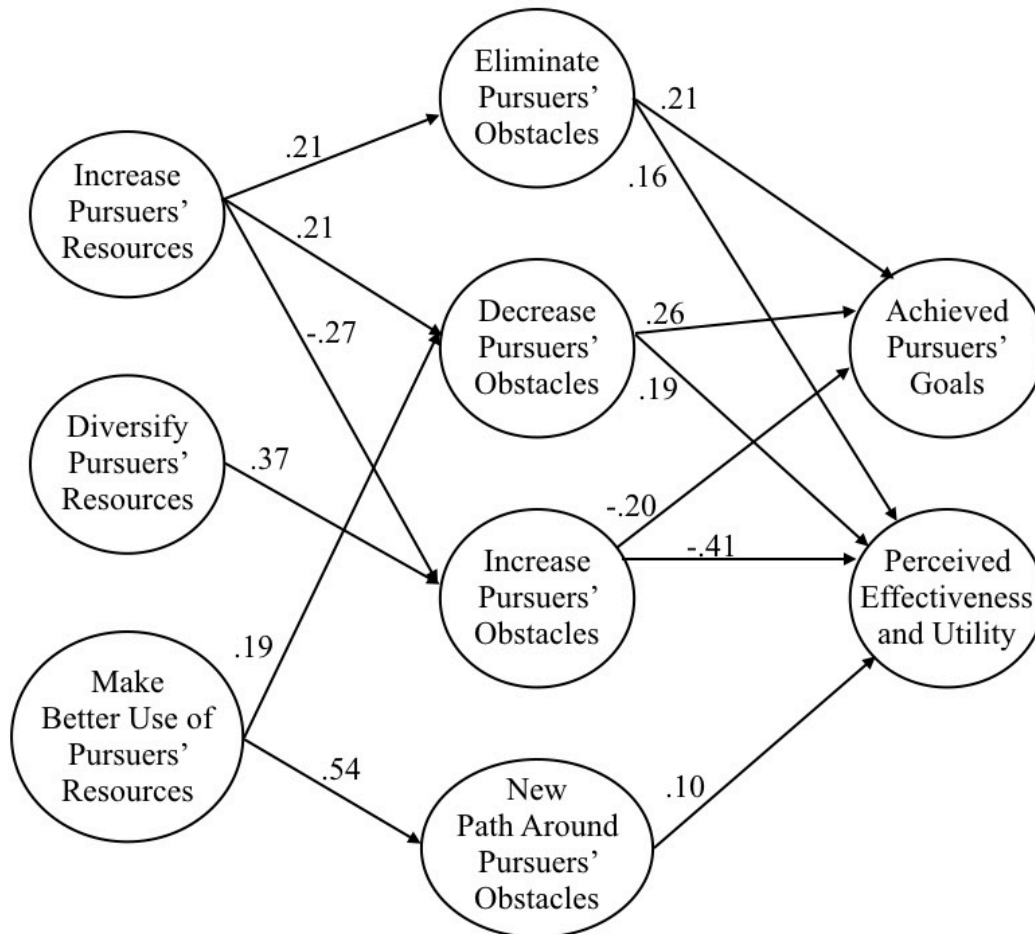 Increase
Pursuers’
Resources
Diversify
Pursuers’
Resources
Make
Better Use of
Pursuers’
Resources
.21
.21
-.27
.37
.19
.54
Eliminate
Pursuers’
Obstacles
Decrease
Pursuers’
Obstacles
Increase
Pursuers’
Obstacles
New
Path Around
Pursuers’
Obstacles
.21
.16
.26
.19
-.20
-.41
.10
Achieved
Pursuers’
Goals
Perceived
Effectiveness
and Utility